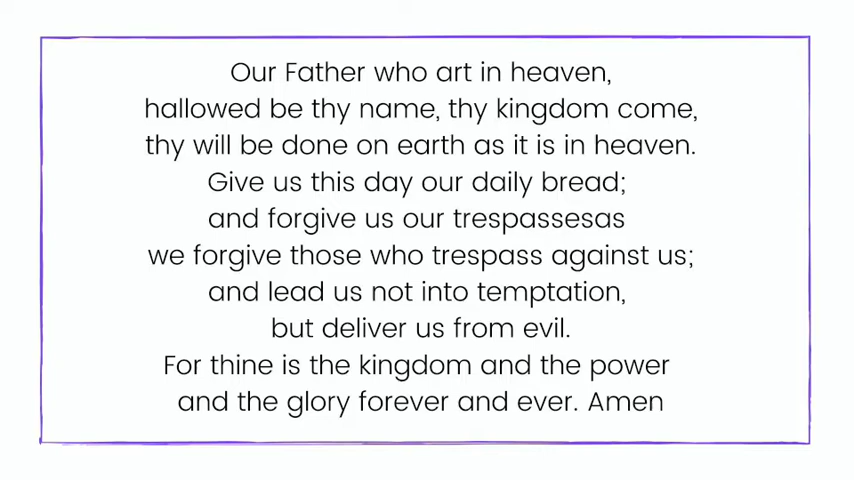 Our Father who art in heaven,
hallowed be thy name, thy kingdom come,
thy will be done on earth as it is in heaven.
Give us this day our daily bread;
and forgive us our trespassesas
we forgive those who trespass against us;
and lead us not into temptation,
but deliver us from evil.
For thine is the kingdom and the power
and the glory forever and ever. Amen